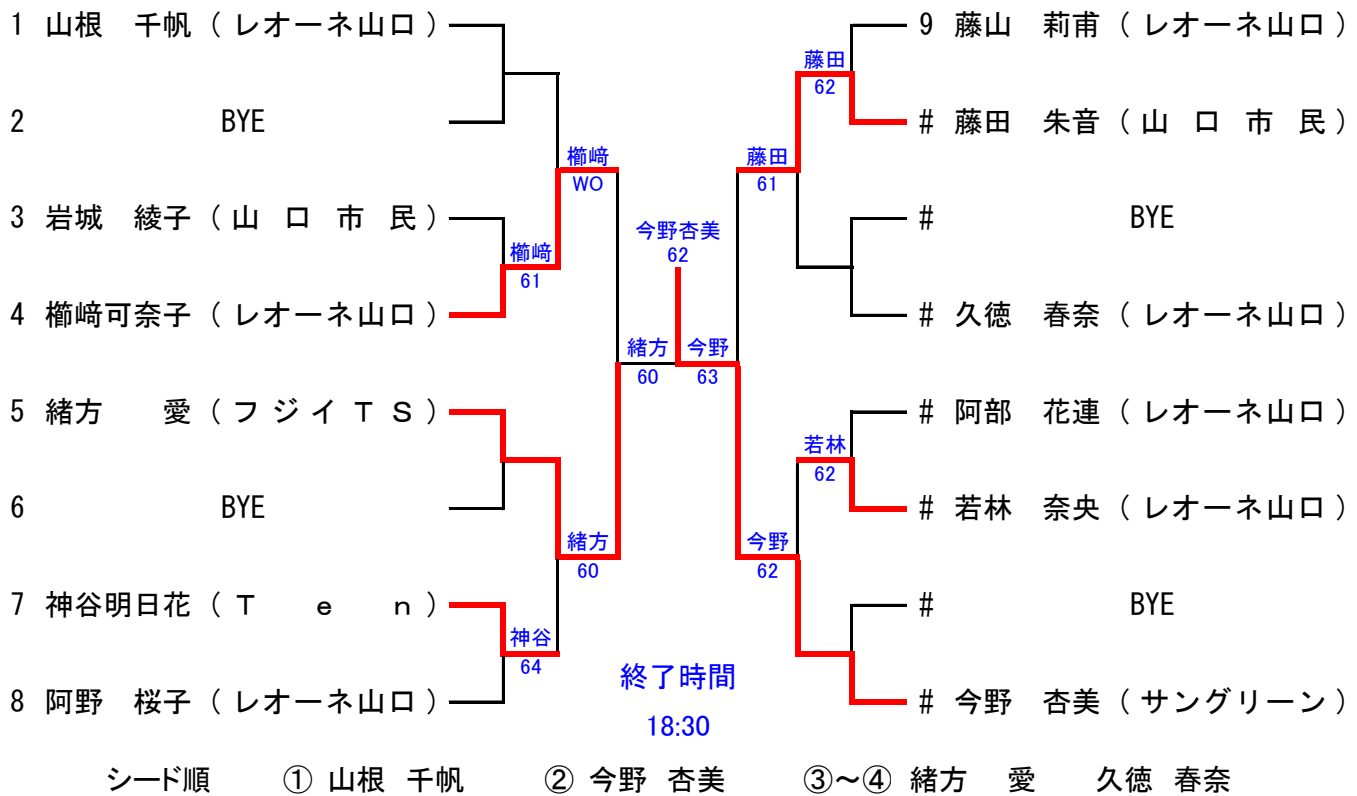 1 山根 千帆 ( レオーネ山口 )
2 BYE
3 岩城 綾子 ( 山 口 市 民 )
4 櫛﨑可奈子 ( レオーネ山口 )
5 緒方 愛 ( フ ジ イ Ｔ Ｓ )
6 BYE
7 神谷明日花 ( Ｔ ｅ ｎ )
8 阿野 桜子 ( レオーネ山口 )
櫛﨑
61
神谷
64
櫛﨑
WO
緒方
60
緒方
60
今野杏美
62
今野
63
藤田
61
今野
62
藤田
62
若林
62
9 藤山 莉甫 ( レオーネ山口 )
# 藤田 朱音 ( 山 口 市 民 )
# BYE
# 久徳 春奈 ( レオーネ山口 )
# 阿部 花連 ( レオーネ山口 )
# 若林 奈央 ( レオーネ山口 )
# BYE
# 今野 杏美 ( サングリーン )
終了時間
18:30
シード順 ① 山根 千帆 ② 今野 杏美 ③～④ 緒方 愛 久徳 春奈